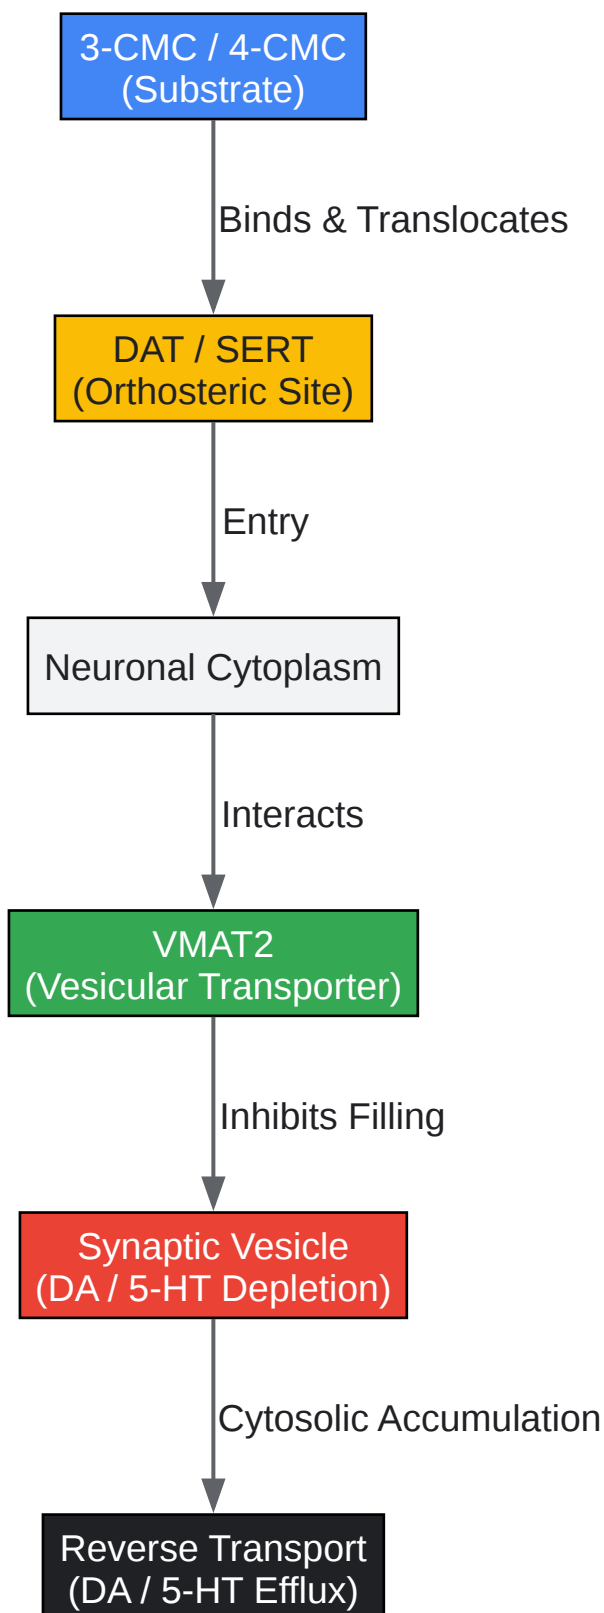 3-CMC / 4-CMC
(Substrate)
Binds & Translocates
DAT / SERT
(Orthosteric Site)
Entry
Neuronal Cytoplasm
Interacts
VMAT2
(Vesicular Transporter)
Inhibits Filling
Synaptic Vesicle
(DA / 5-HT Depletion)
Cytosolic Accumulation
Reverse Transport
(DA / 5-HT Efflux)